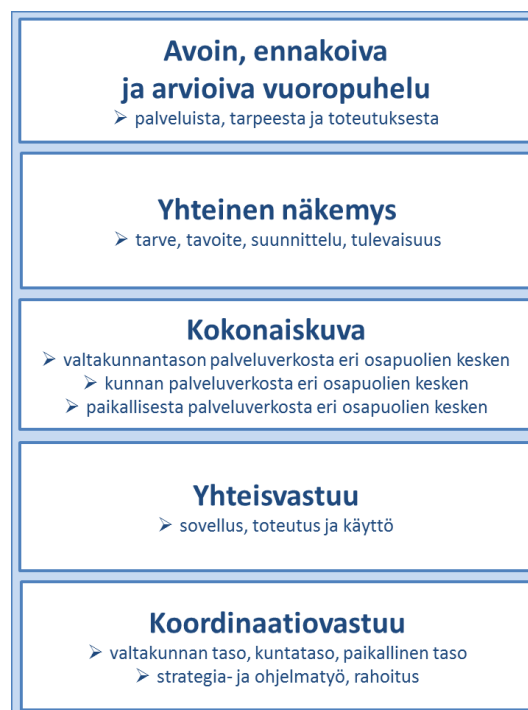 Avoin, ennakoiva
ja arvioiva vuoropuhelu
➢ palveluista, tarpeesta ja toteutuksesta
Yhteinen näkemys
➢ tarve, tavoite, suunnittelu, tulevaisuus
Kokonaiskuva
➢ valtakunnantason palveluverkosta eri osapuolien kesken
➢ kunnan palveluverkosta eri osapuolien kesken
➢ paikallisesta palveluverkosta eri osapuolien kesken
Yhteisvastuu
➢ sovellus, toteutus ja käyttö
Koordinaatiovastuu
➢ valtakunnan taso, kuntataso, paikallinen taso
➢ strategia- ja ohjelmatyö, rahoitus